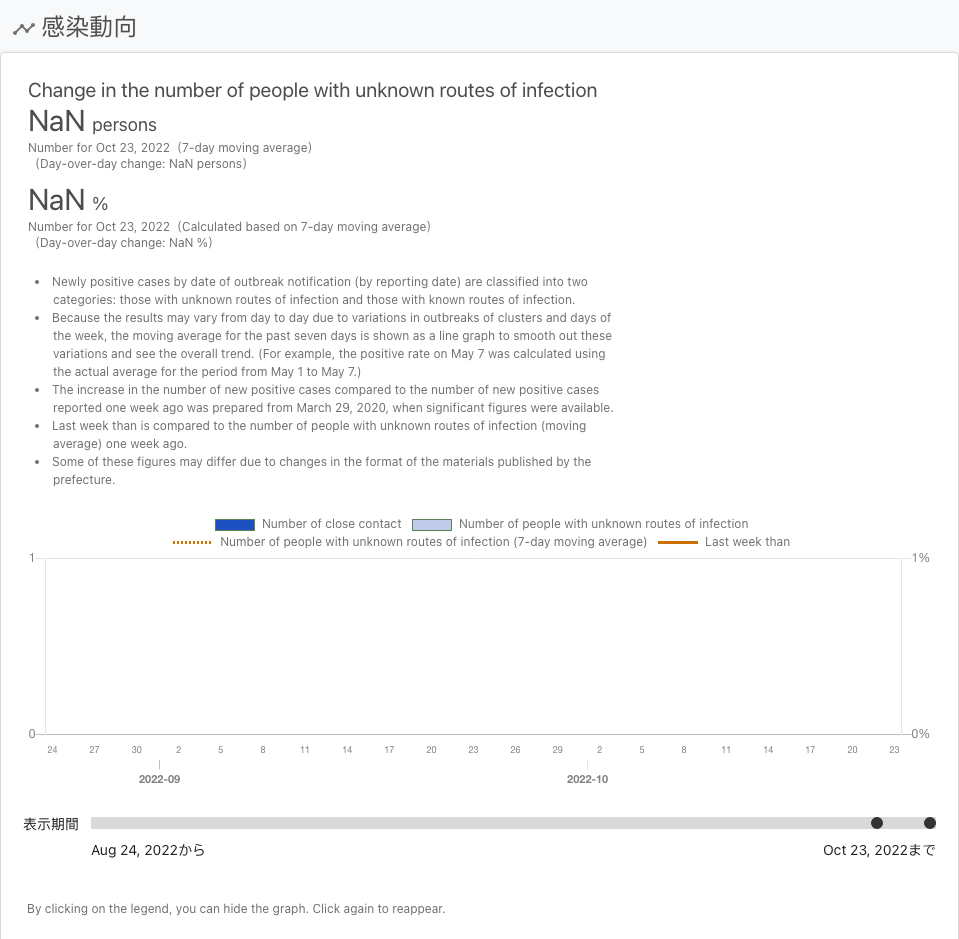 感染動向
Change in the number of people with unknown routes of infection
NaN persons
Number for Oct 23, 2022 (7-day moving average)
(Day-over-day change: NaN persons)
NaN %
Number for Oct 23, 2022 (Calculated based on 7-day moving average)
(Day-over-day change: NaN %)
• Newly positive cases by date of outbreak notification (by reporting date) are classified into two
categories: those with unknown routes of infection and those with known routes of infection.
• Because the results may vary from day to day due to variations in outbreaks of clusters and days of
the week, the moving average for the past seven days is shown as a line graph to smooth out these
variations and see the overall trend. (For example, the positive rate on May 7 was calculated using
the actual average for the period from May 1 to May 7.)
• The increase in the number of new positive cases compared to the number of new positive cases
reported one week ago was prepared from March 29, 2020, when significant figures were available.
• Last week than is compared to the number of people with unknown routes of infection (moving
average) one week ago.
• Some of these figures may differ due to changes in the format of the materials published by the
prefecture.
Number of close contact Number of people with unknown routes of infection
Number of people with unknown routes of infection (7-day moving average) Last week than
1 1%
0 0%
24 27 30 2 5 8 11 14 17 20 23 26 29 2 5 8 11 14 17 20 23
2022-09 2022-10
表示期間
Aug 24, 2022から Oct 23, 2022まで
By clicking on the legend, you can hide the graph. Click again to reappear.